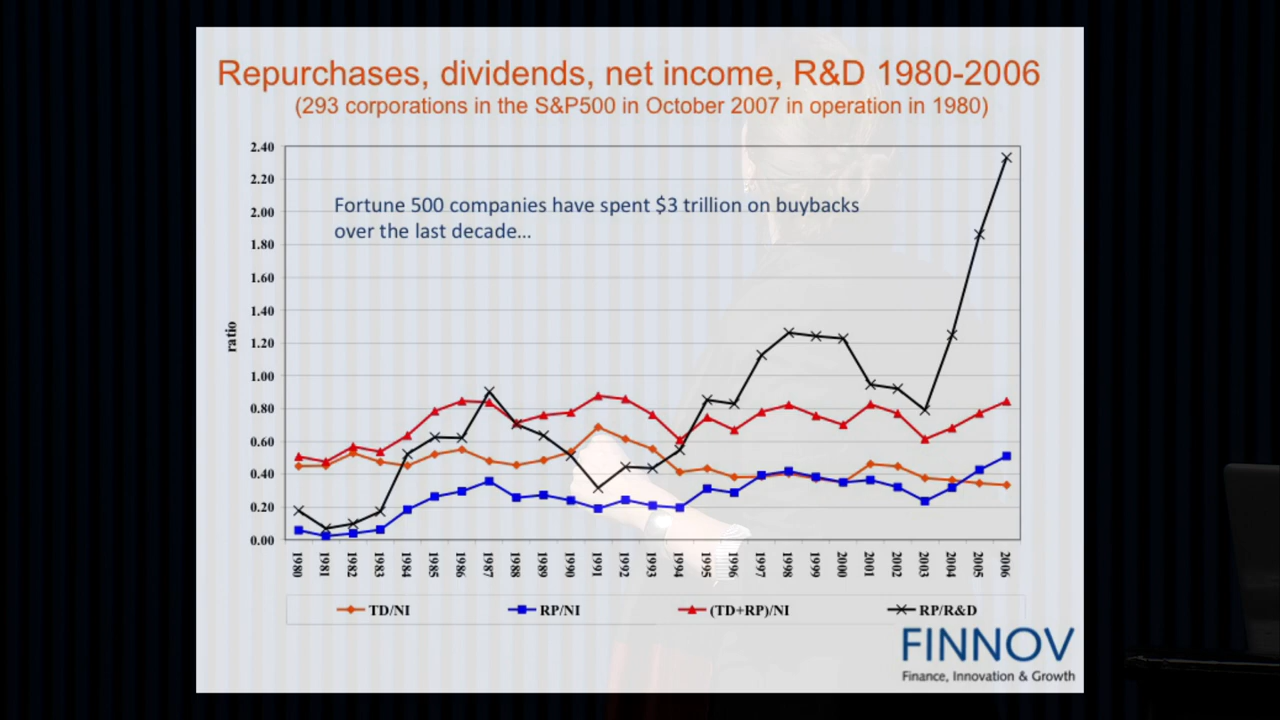 Repurchases, dividends, net income, R&D 1980-2006
(293 corporations in the S&P500 in October 2007 in operation in 1980)
2.40
2.20
2.00
1.80
1.60
1.40
1.20
1.00
0.80
0.60
0.40
0.20
0.00
ratio
Fortune 500 companies have spent $3 trillion on buybacks
over the last decade...
1980 1981 1982 1983 1984 1985 1986 1987 1988 1989 1990 1991 1992 1993 1994 1995 1996 1997 1998 1999 2000 2001 2002 2003 2004 2005 2006
TD/NI RP/NI (TD+RP)/NI RP/R&D
FINNOV
Finance, Innovation & Growth